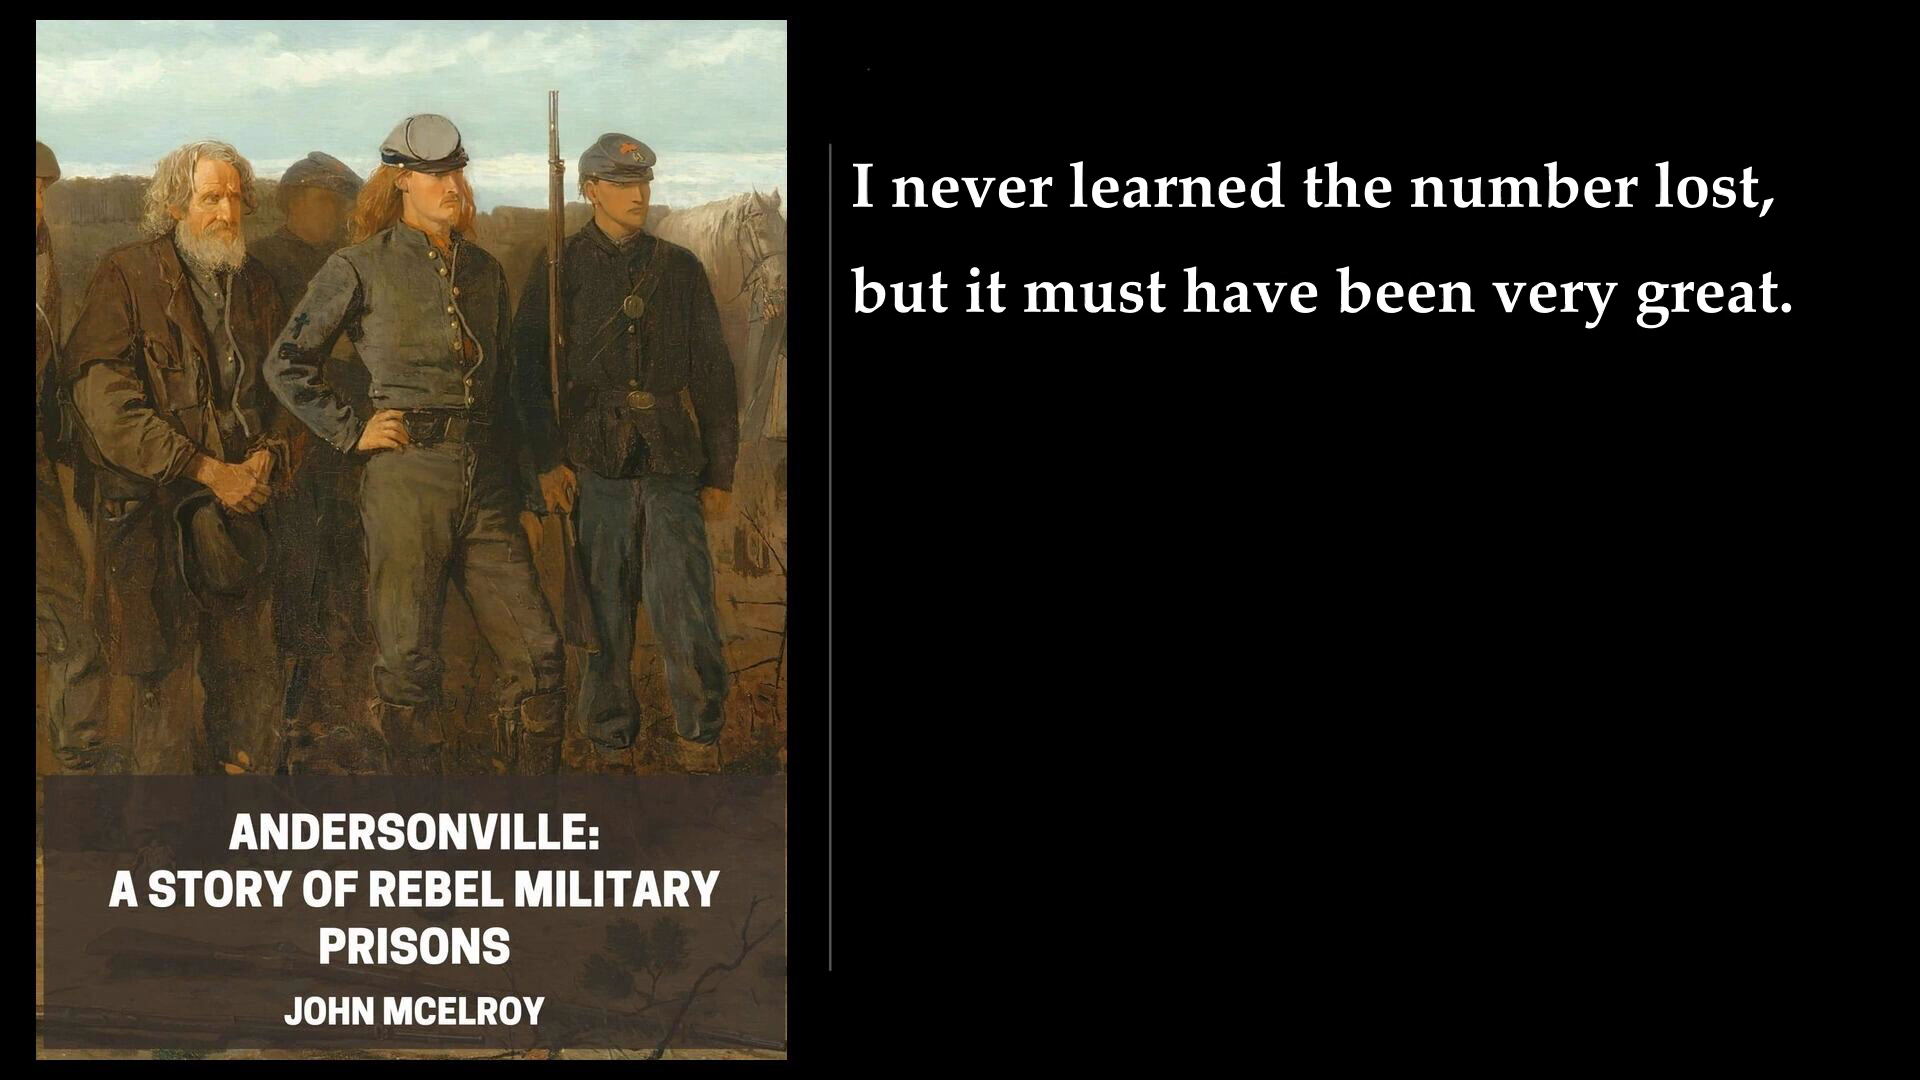 ANDERSONVILLE:
A STORY OF REBEL MILITARY
PRISONS
JOHN MCELROY
I never learned the number lost,
but it must have been very great.